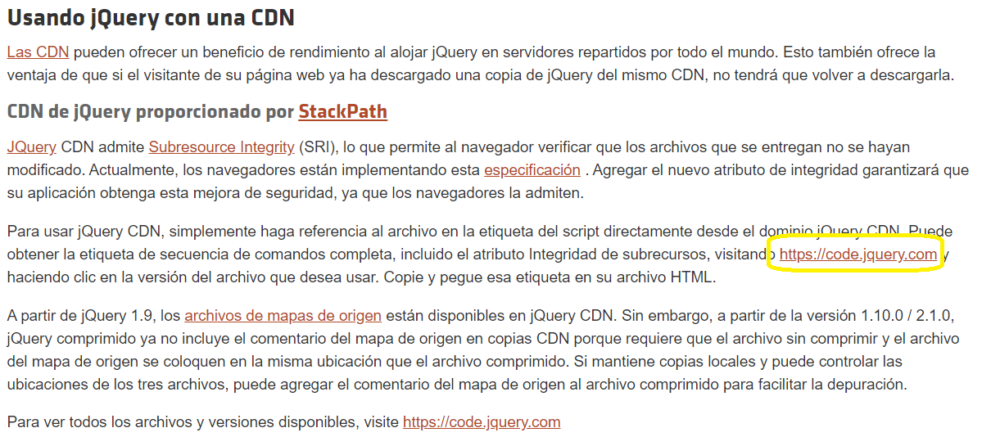 Usando jQuery con una CDN
Las CDN pueden ofrecer un beneficio de rendimiento al alojar jQuery en servidores repartidos por todo el mundo. Esto también ofrece la
ventaja de que si el visitante de su página web ya ha descargado una copia de jQuery del mismo CDN, no tendrá que volver a descargarla.
CDN de jQuery proporcionado por StackPath
JQuery CDN admite Subresource Integrity (SRI), lo que permite al navegador verificar que los archivos que se entregan no se hayan
modificado. Actualmente, los navegadores están implementando esta especificación . Agregar el nuevo atributo de integridad garantizará que
su aplicación obtenga esta mejora de seguridad, ya que los navegadores la admiten.
Para usar jQuery CDN, simplemente haga referencia al archivo en la etiqueta del script directamente desde el dominio jQuery CDN. Puede
obtener la etiqueta de secuencia de comandos completa, incluido el atributo Integridad de subrecursos, visitando https://code.jquery.com y
haciendo clic en la versión del archivo que desea usar. Copie y pegue esa etiqueta en su archivo HTML.
A partir de jQuery 1.9, los archivos de mapas de origen están disponibles en jQuery CDN. Sin embargo, a partir de la versión 1.10.0 / 2.1.0,
jQuery comprimido ya no incluye el comentario del mapa de origen en copias CDN porque requiere que el archivo sin comprimir y el archivo
del mapa de origen se coloquen en la misma ubicación que el archivo comprimido. Si mantiene copias locales y puede controlar las
ubicaciones de los tres archivos, puede agregar el comentario del mapa de origen al archivo comprimido para facilitar la depuración.
Para ver todos los archivos y versiones disponibles, visite https://code.jquery.com